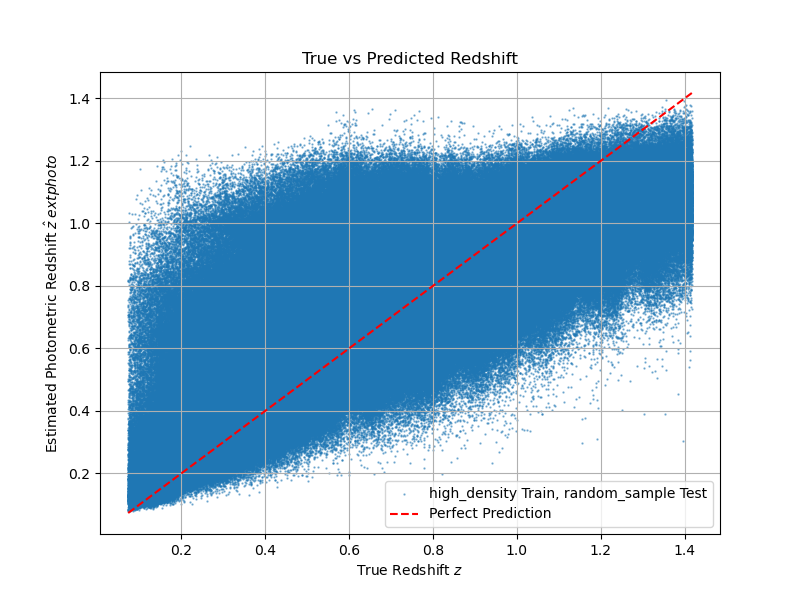 True vs Predicted Redshift
Estimated Photometric Redshift ẑ extphoto
1.4
1.2
1.0
0.8
0.6
0.4
0.2
0.2 0.4 0.6 0.8 1.0 1.2 1.4
True Redshift z
high_density Train, random_sample Test
Perfect Prediction